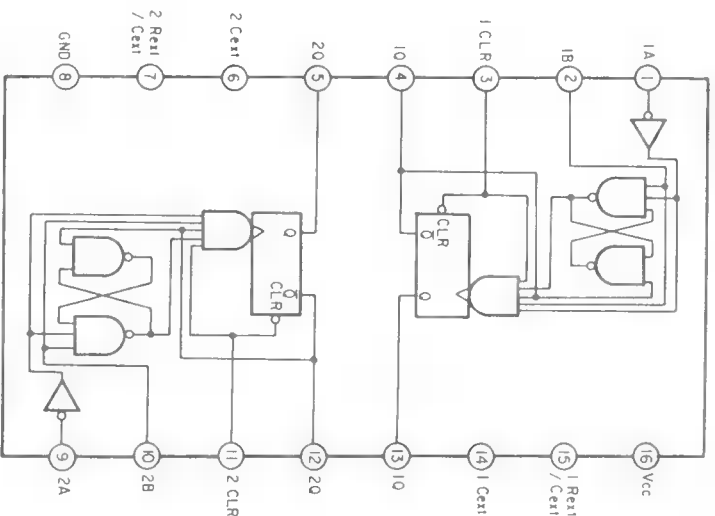 1A
1
1B
2
1 CLR
3
1Q
4
2Q
5
2 Cext
6
2 Rext
/ Cext
7
GND
8
CLR
Q̅
Q
Q
Q̅
CLR
16
Vcc
15
1 Rext
/ Cext
14
1 Cext
13
1Q
12
2Q
11
2 CLR
10
2B
9
2A